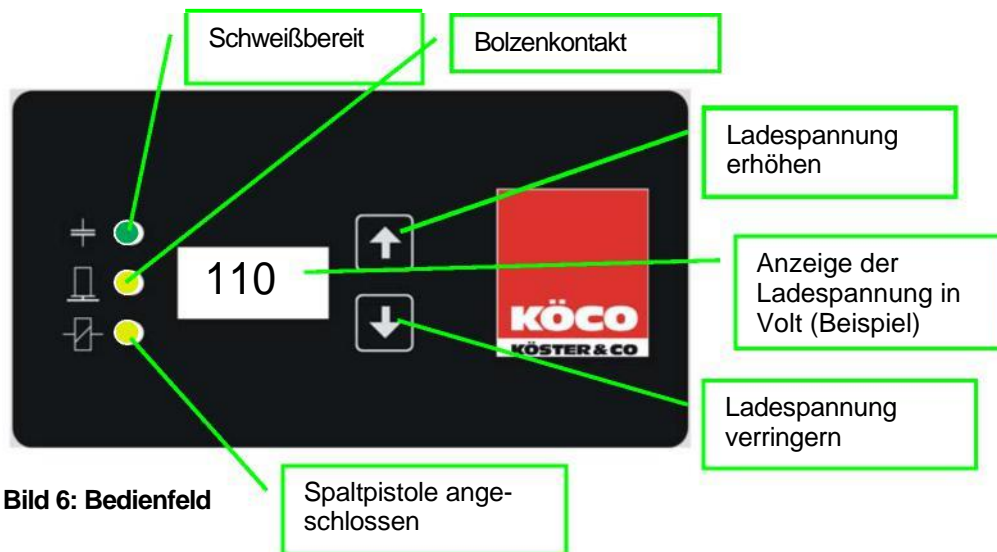 Schweißbereit
Bolzenkontakt
Ladespannung
erhöhen
110
Anzeige der
Ladespannung in
Volt (Beispiel)
KÖCO
KÖSTER & CO
Ladespannung
verringern
Bild 6: Bedienfeld
Spaltpistole ange-
schlossen